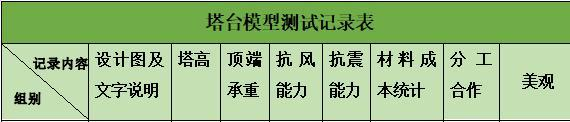 塔台模型测试记录表
记录内容
组别
设计图及
文字说明
塔高
顶端
承重
抗风
能力
抗震
能力
材料成
本统计
分工
合作
美观